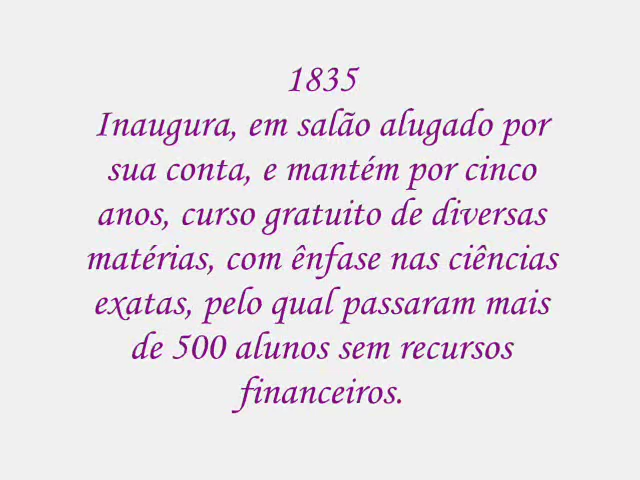 1835
Inaugura, em salão alugado por
sua conta, e mantém por cinco
anos, curso gratuito de diversas
matérias, com ênfase nas ciências
exatas, pelo qual passaram mais
de 500 alunos sem recursos
financeiros.